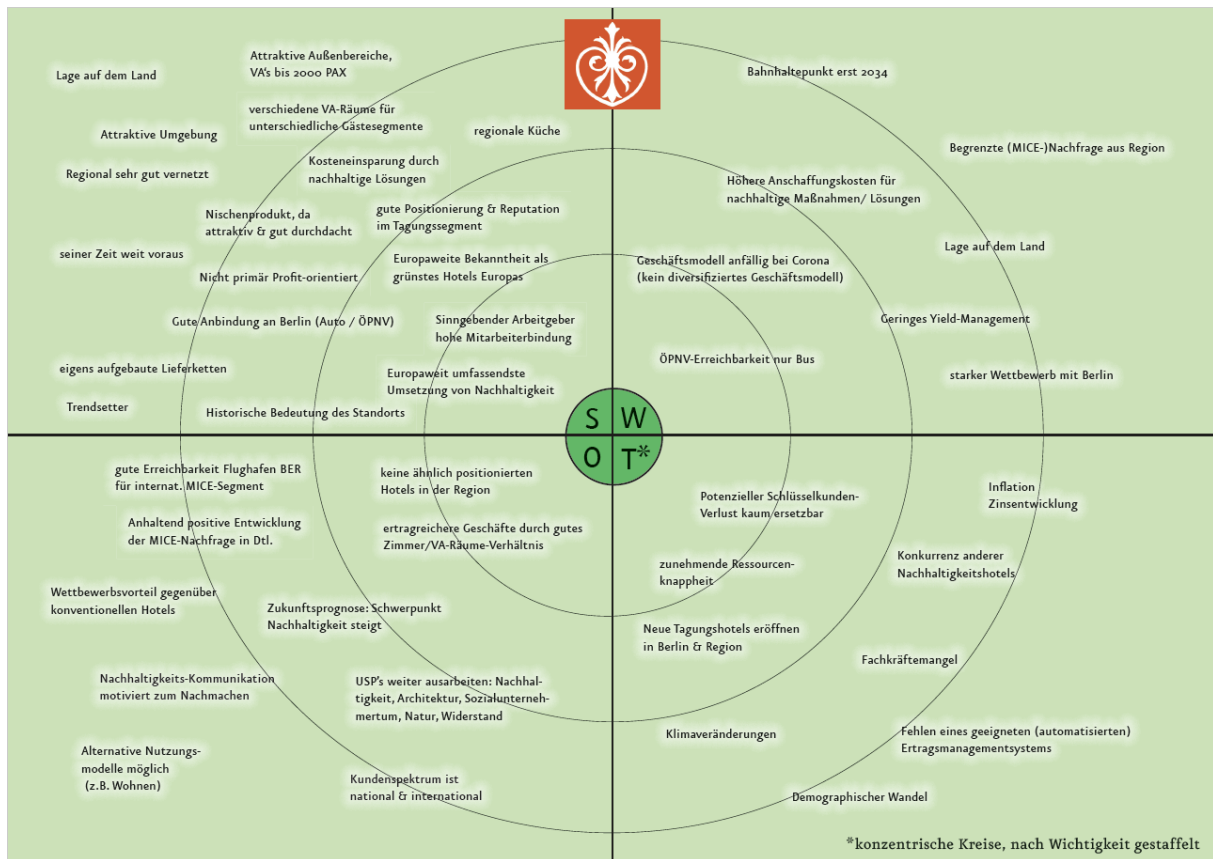 Lage auf dem Land
Attraktive Außenbereiche,
VA's bis 2000 PAX
verschiedene VA-Räume für
unterschiedliche Gästesegmente
Attraktive Umgebung
regionale Küche
Regional sehr gut vernetzt
Kosteneinsparung durch
nachhaltige Lösungen
Nischenprodukt, da
attraktiv & gut durchdacht
gute Positionierung & Reputation
im Tagungssegment
seiner Zeit weit voraus
Nicht primär Profit-orientiert
Europaweite Bekanntheit als
grünstes Hotels Europas
Gute Anbindung an Berlin (Auto / ÖPNV)
Sinngebender Arbeitgeber
hohe Mitarbeiterbindung
eigens aufgebaute Lieferketten
Europaweit umfassendste
Umsetzung von Nachhaltigkeit
Trendsetter
Historische Bedeutung des Standorts
Bahnhaltepunkt erst 2034
Begrenzte (MICE-)Nachfrage aus Region
Höhere Anschaffungskosten für
nachhaltige Maßnahmen/ Lösungen
Lage auf dem Land
Geschäftsmodell anfällig bei Corona
(kein diversifiziertes Geschäftsmodell)
Geringes Yield-Management
ÖPNV-Erreichbarkeit nur Bus
starker Wettbewerb mit Berlin
S W
O T*
gute Erreichbarkeit Flughafen BER
für internat. MICE-Segment
keine ähnlich positionierten
Hotels in der Region
Anhaltend positive Entwicklung
der MICE-Nachfrage in Dtl.
ertragreichere Geschäfte durch gutes
Zimmer/VA-Räume-Verhältnis
Wettbewerbsvorteil gegenüber
konventionellen Hotels
Zukunftsprognose: Schwerpunkt
Nachhaltigkeit steigt
Nachhaltigkeits-Kommunikation
motiviert zum Nachmachen
USP's weiter ausarbeiten: Nachhal-
tigkeit, Architektur, Sozialunterneh-
mertum, Natur, Widerstand
Alternative Nutzungs-
modelle möglich
(z.B. Wohnen)
Kundenspektrum ist
national & international
Potenzieller Schlüsselkunden-
Verlust kaum ersetzbar
Inflation
Zinsentwicklung
zunehmende Ressourcen-
knappheit
Konkurrenz anderer
Nachhaltigkeitshotels
Neue Tagungshotels eröffnen
in Berlin & Region
Fachkräftemangel
Klimaveränderungen
Fehlen eines geeigneten (automatisierten)
Ertragsmanagementsystems
Demographischer Wandel
*konzentrische Kreise, nach Wichtigkeit gestaffelt